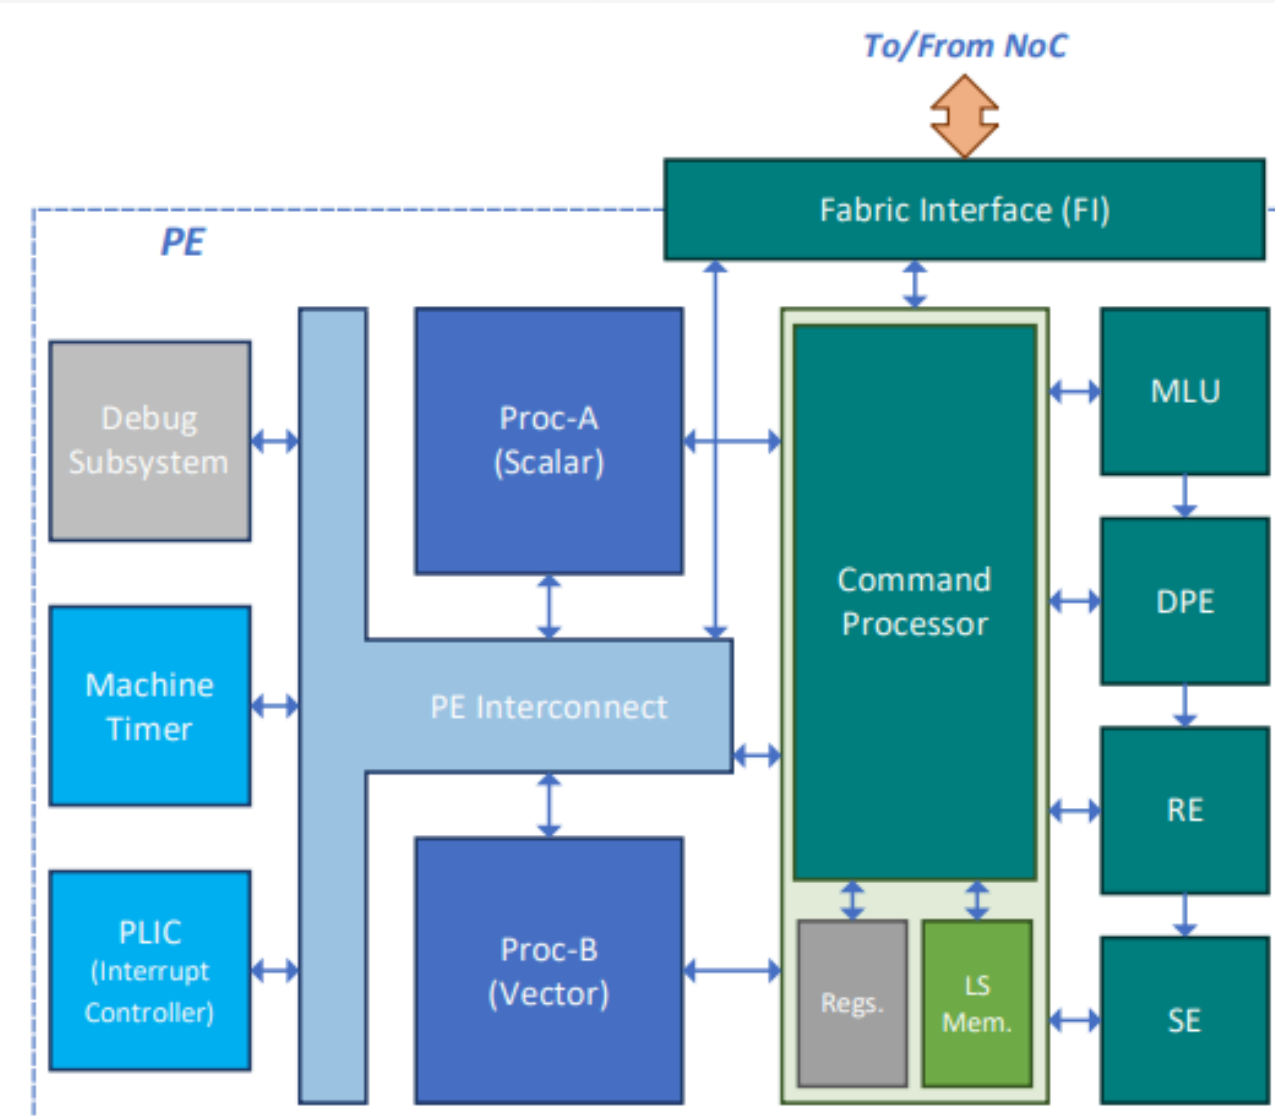 To/From NoC
Fabric Interface (FI)
PE
Debug
Subsystem
Proc-A
(Scalar)
MLU
Command
Processor
DPE
Machine
Timer
PE Interconnect
RE
PLIC
(Interrupt
Controller)
Proc-B
(Vector)
Regs.
LS
Mem.
SE